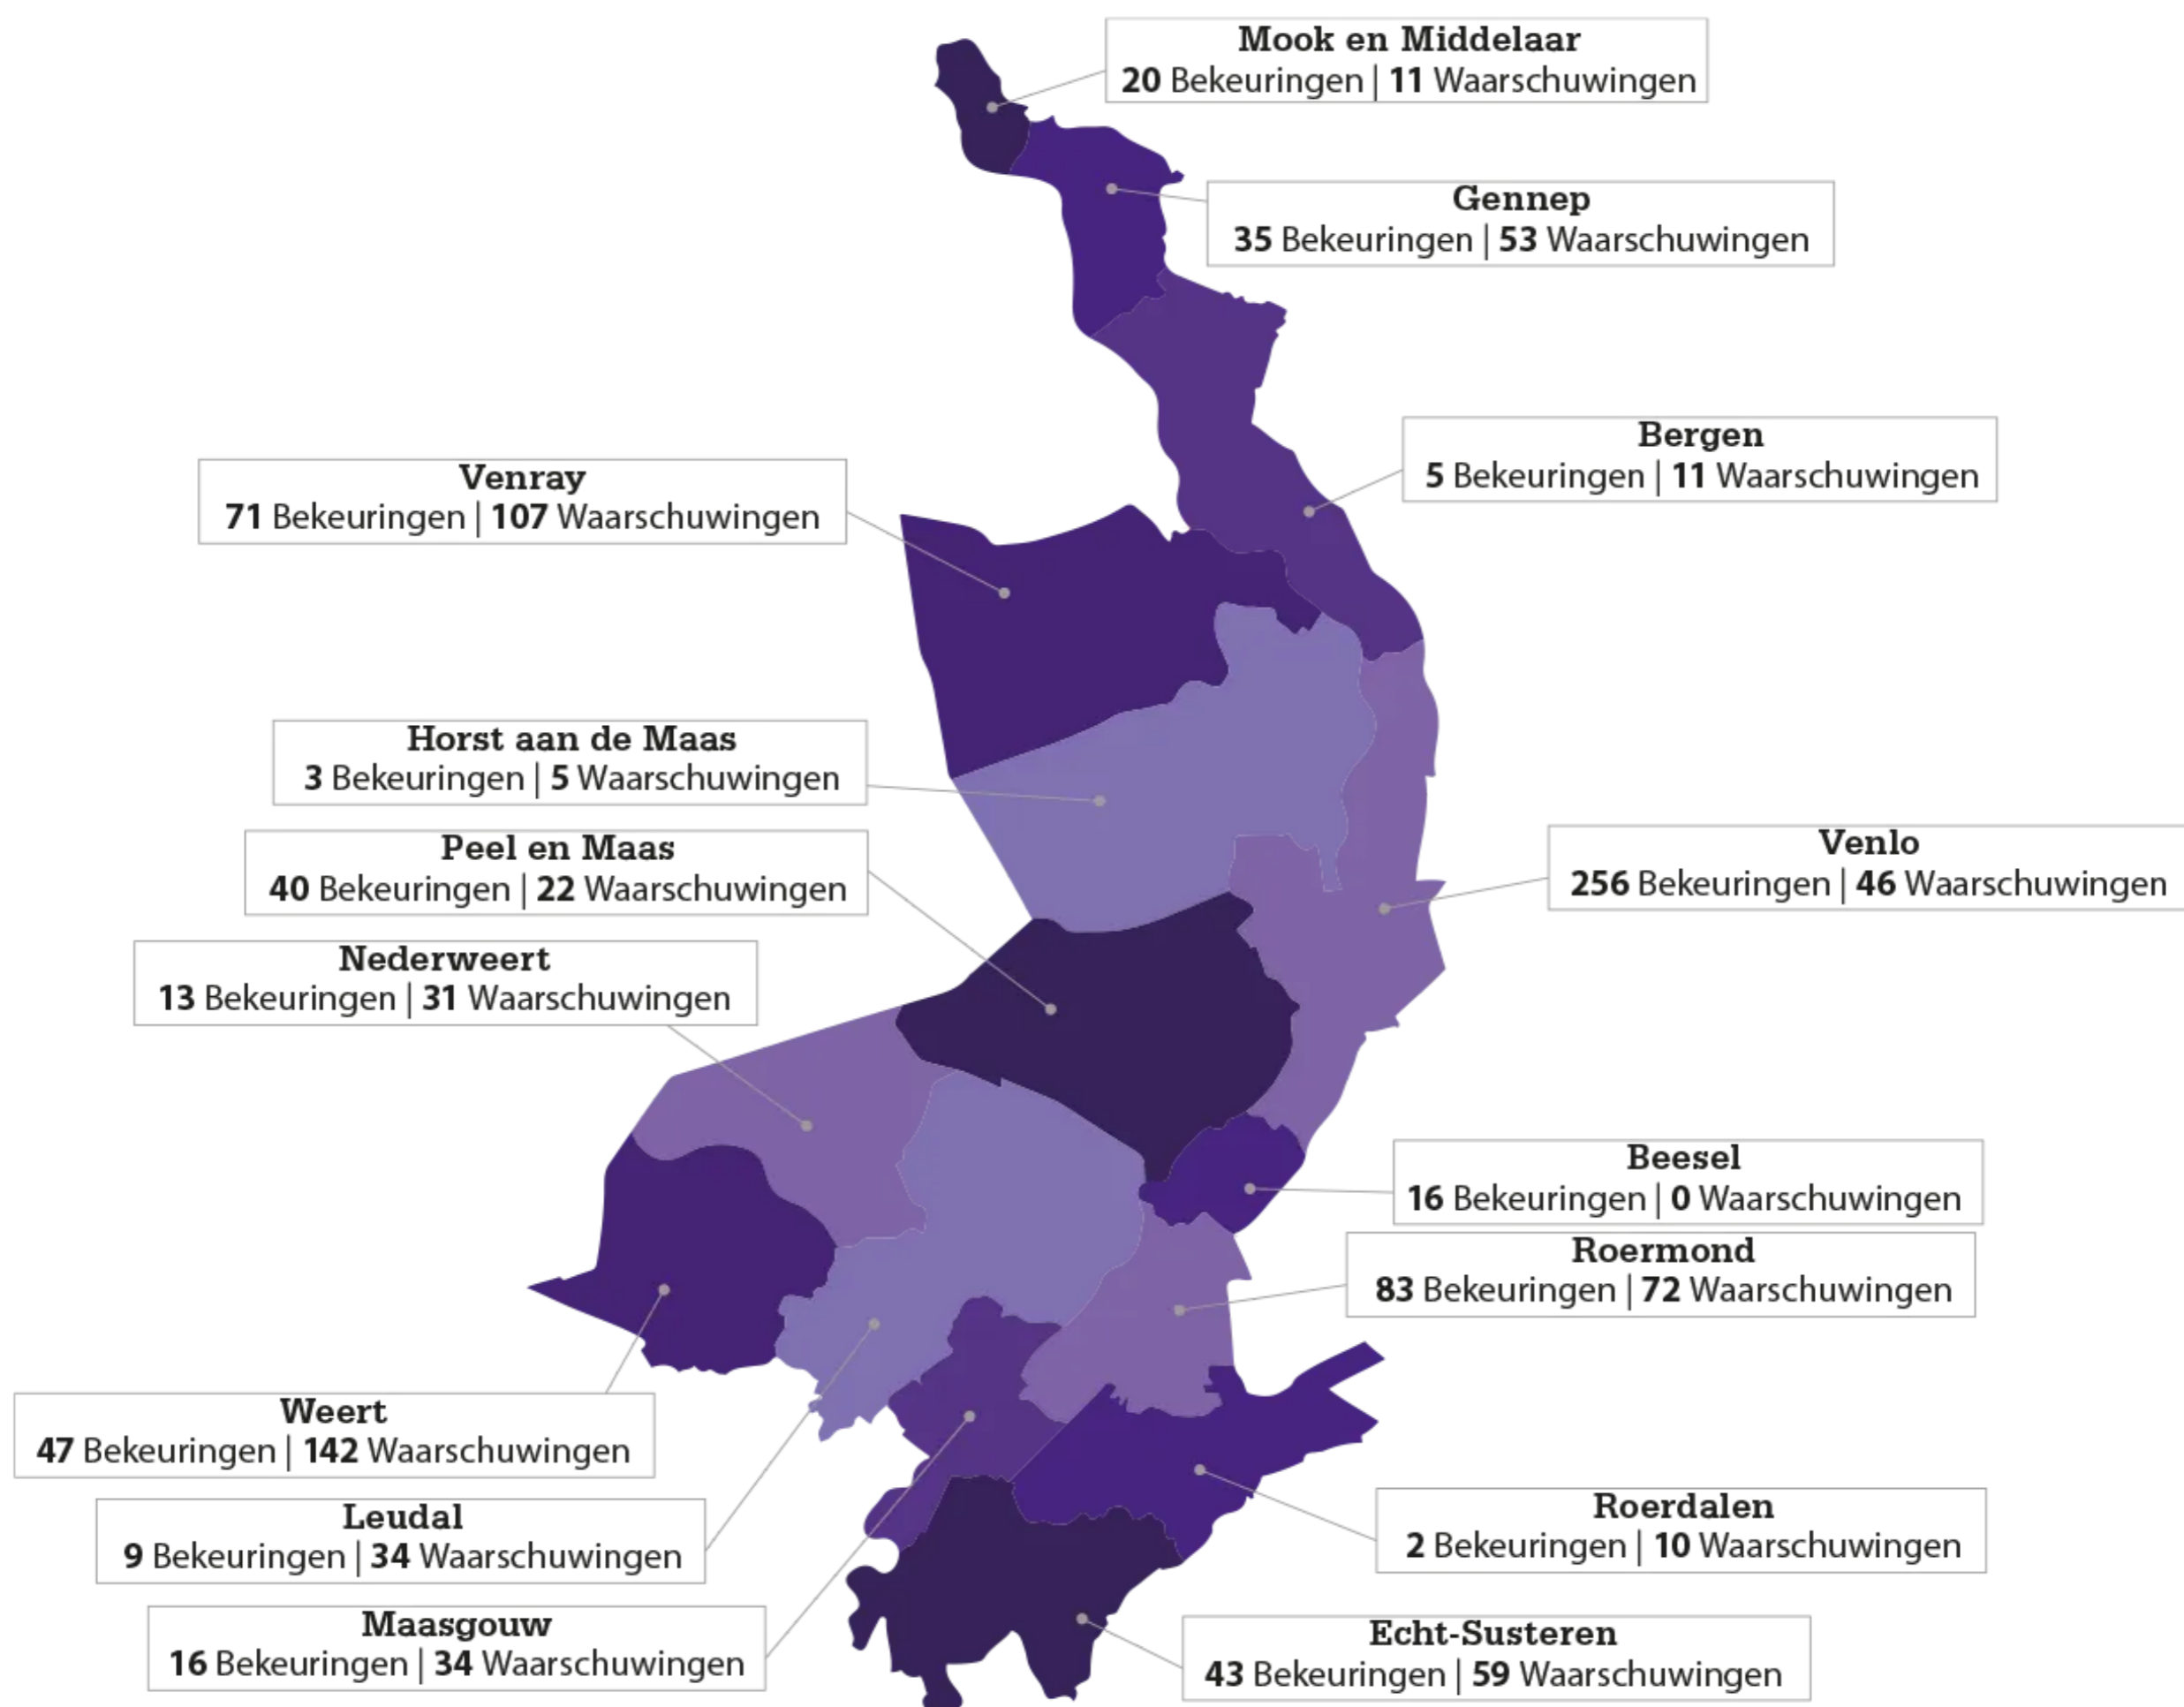 Mook en Middelaar
20 Bekeuringen | 11 Waarschuwingen
Gennep
35 Bekeuringen | 53 Waarschuwingen
Bergen
5 Bekeuringen | 11 Waarschuwingen
Venray
71 Bekeuringen | 107 Waarschuwingen
Horst aan de Maas
3 Bekeuringen | 5 Waarschuwingen
Peel en Maas
40 Bekeuringen | 22 Waarschuwingen
Venlo
256 Bekeuringen | 46 Waarschuwingen
Nederweert
13 Bekeuringen | 31 Waarschuwingen
Beesel
16 Bekeuringen | 0 Waarschuwingen
Roermond
83 Bekeuringen | 72 Waarschuwingen
Weert
47 Bekeuringen | 142 Waarschuwingen
Leudal
9 Bekeuringen | 34 Waarschuwingen
Roerdalen
2 Bekeuringen | 10 Waarschuwingen
Maasgouw
16 Bekeuringen | 34 Waarschuwingen
Echt-Susteren
43 Bekeuringen | 59 Waarschuwingen